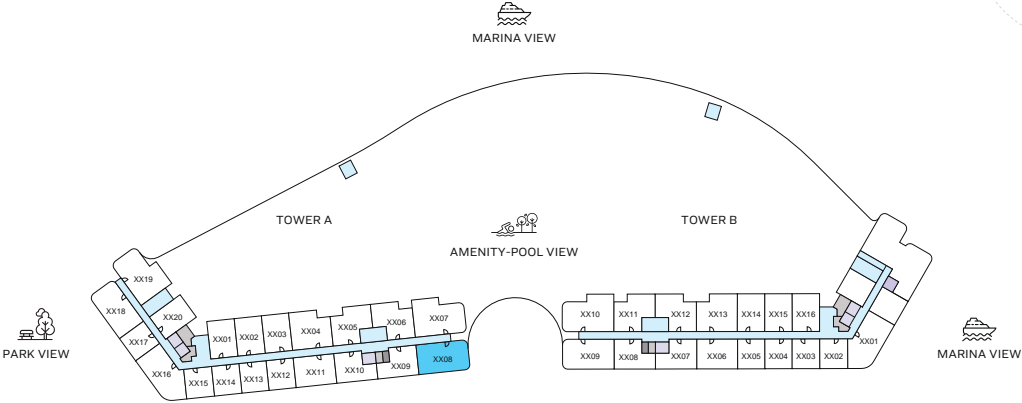 MARINA VIEW
TOWER A
TOWER B
AMENITY-POOL VIEW
PARK VIEW
MARINA VIEW
XX19
XX18
XX20
XX17
XX16
XX01
XX02
XX03
XX04
XX05
XX06
XX07
XX15
XX14
XX13
XX12
XX11
XX10
XX09
XX08
XX10
XX11
XX12
XX13
XX14
XX15
XX16
XX09
XX08
XX07
XX06
XX05
XX04
XX03
XX02
XX01